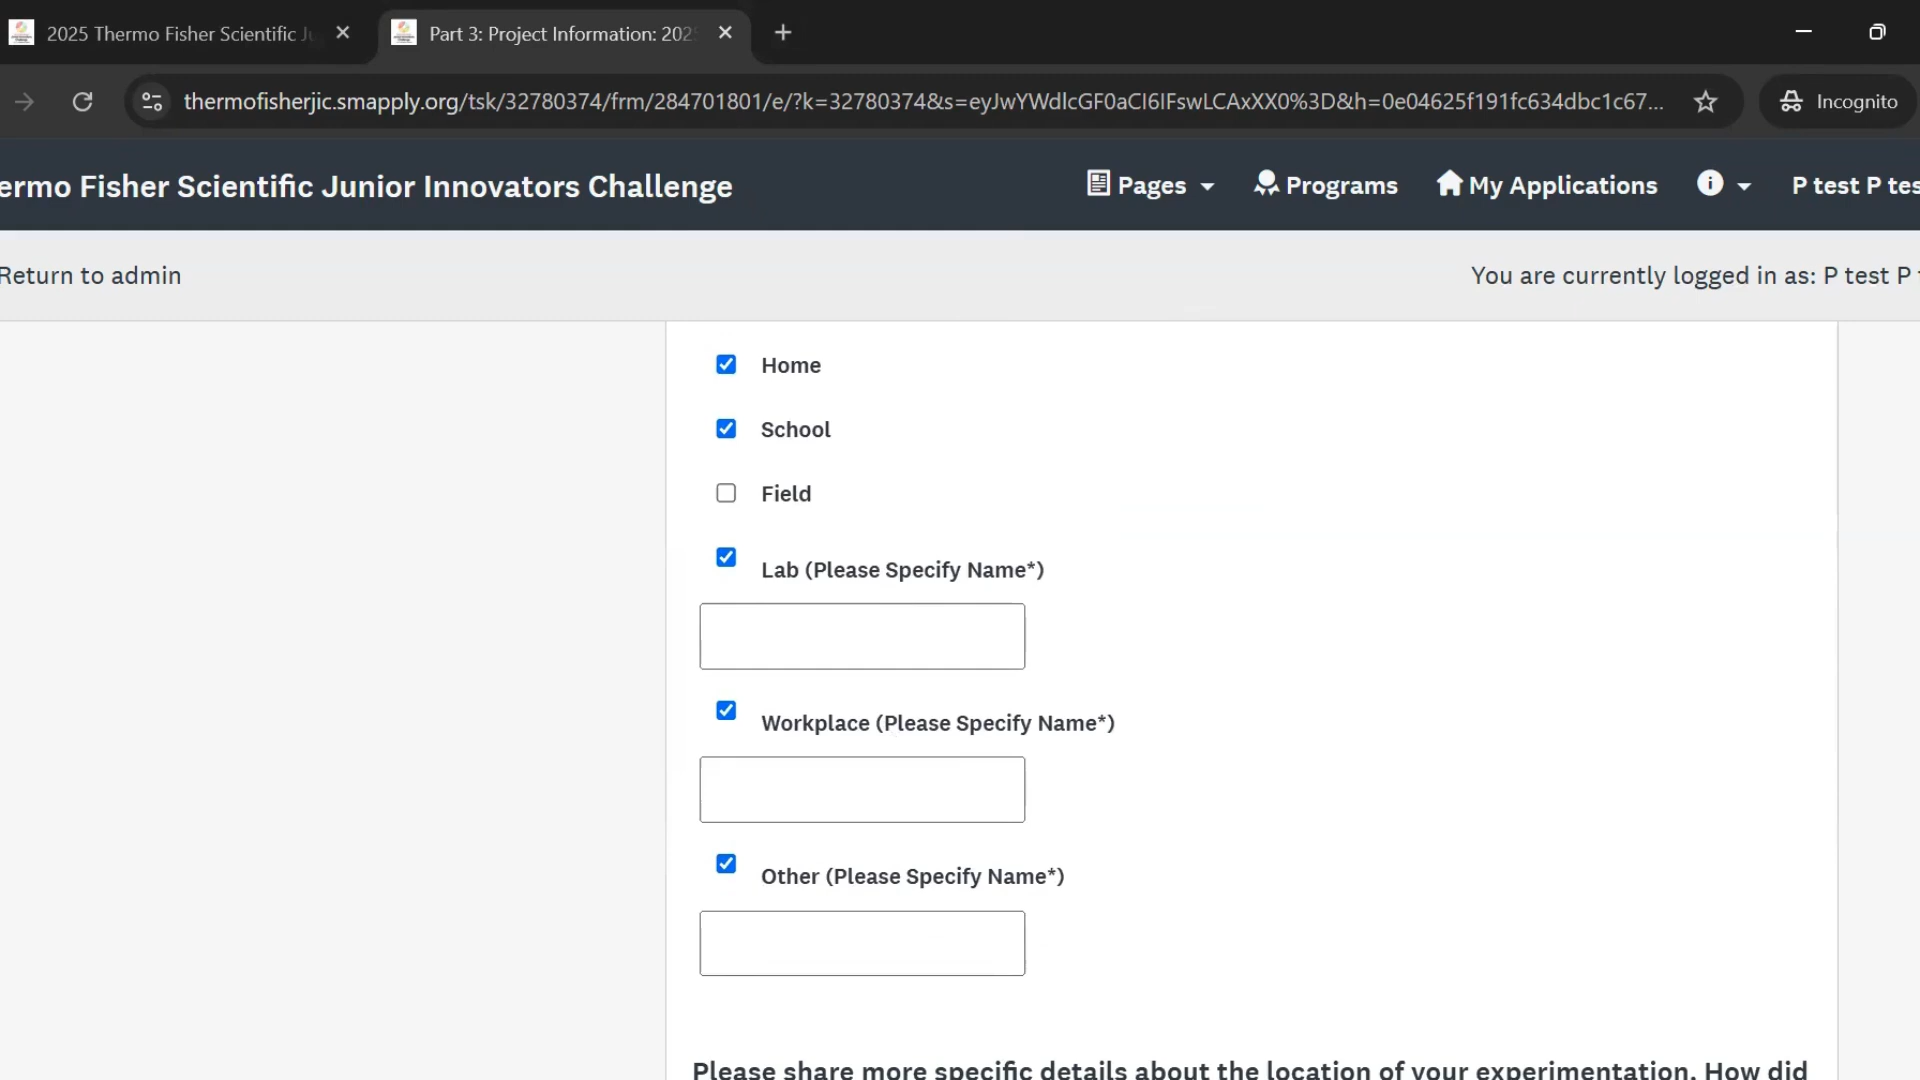 2025 Thermo Fisher Scientific
Part 3: Project Information: 202
thermofisherjic.smapply.org/tsk/32780374/frm/284701801/e/?k=32780374&s=eyJwYWdlcGF0aCI6IFswLCAxXX0%3D&h=0e04625f191fc634dbc1c67...
Incognito
ermo Fisher Scientific Junior Innovators Challenge
Pages
Programs
My Applications
P test P tes
Return to admin
You are currently logged in as: P test P
Home
School
Field
Lab (Please Specify Name*)
Workplace (Please Specify Name*)
Other (Please Specify Name*)
Please share more specific details about the location of your experimentation. How did